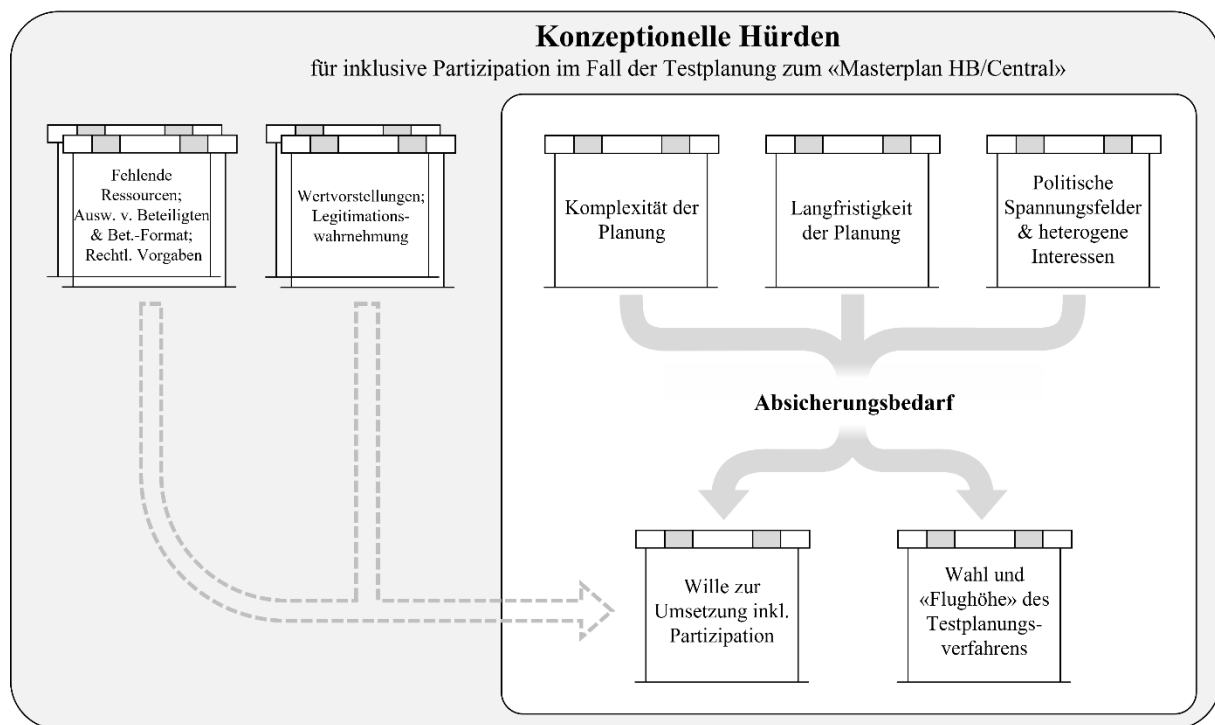 Konzeptionelle Hürden
für inklusive Partizipation im Fall der Testplanung zum «Masterplan HB/Central»
Fehlende
Ressourcen;
Ausw. v. Beteiligten
& Bet.-Format;
Rechtl. Vorgaben
Wertvorstellungen;
Legitimations-
wahrnehmung
Komplexität der
Planung
Langfristigkeit
der Planung
Politische
Spannungsfelder
& heterogene
Interessen
Absicherungsbedarf
Wille zur
Umsetzung inkl.
Partizipation
Wahl und
«Flughöhe» des
Testplanungs-
verfahrens